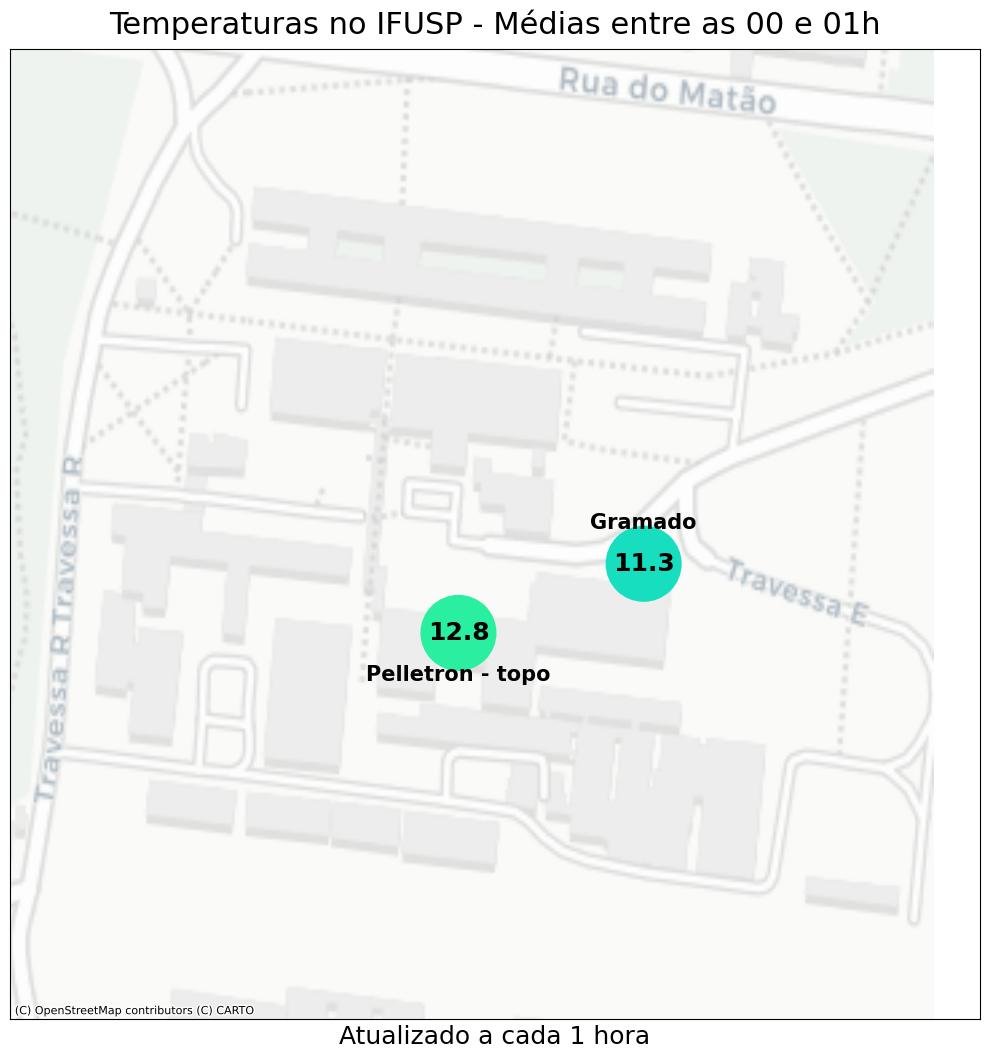 Temperaturas no IFUSP - Médias entre as 00 e 01h
Rua do Matão
Travessa R Travessa R
Gramado
11.3
Travessa E
12.8
Pelletron - topo
(C) OpenStreetMap contributors (C) CARTO
Atualizado a cada 1 hora